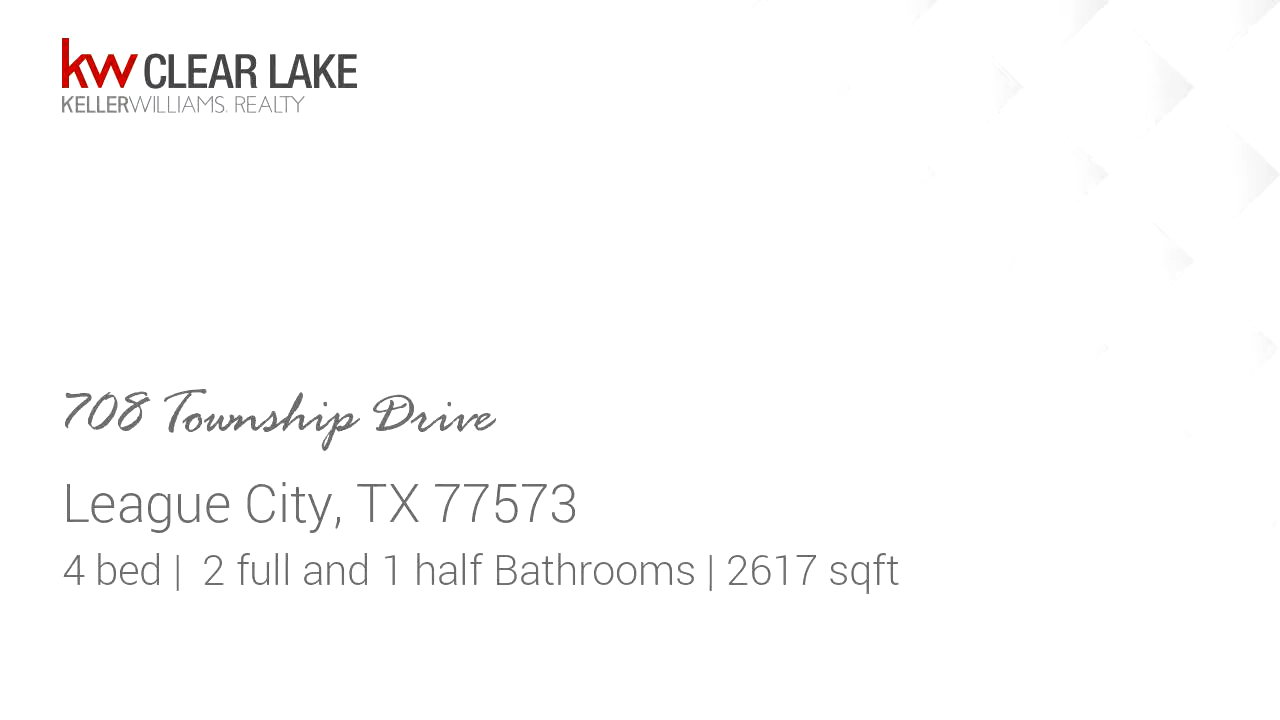 kw CLEAR LAKE
KELLERWILLIAMS. REALTY
708 Township Drive
League City, TX 77573
4 bed | 2 full and 1 half Bathrooms | 2617 sqft